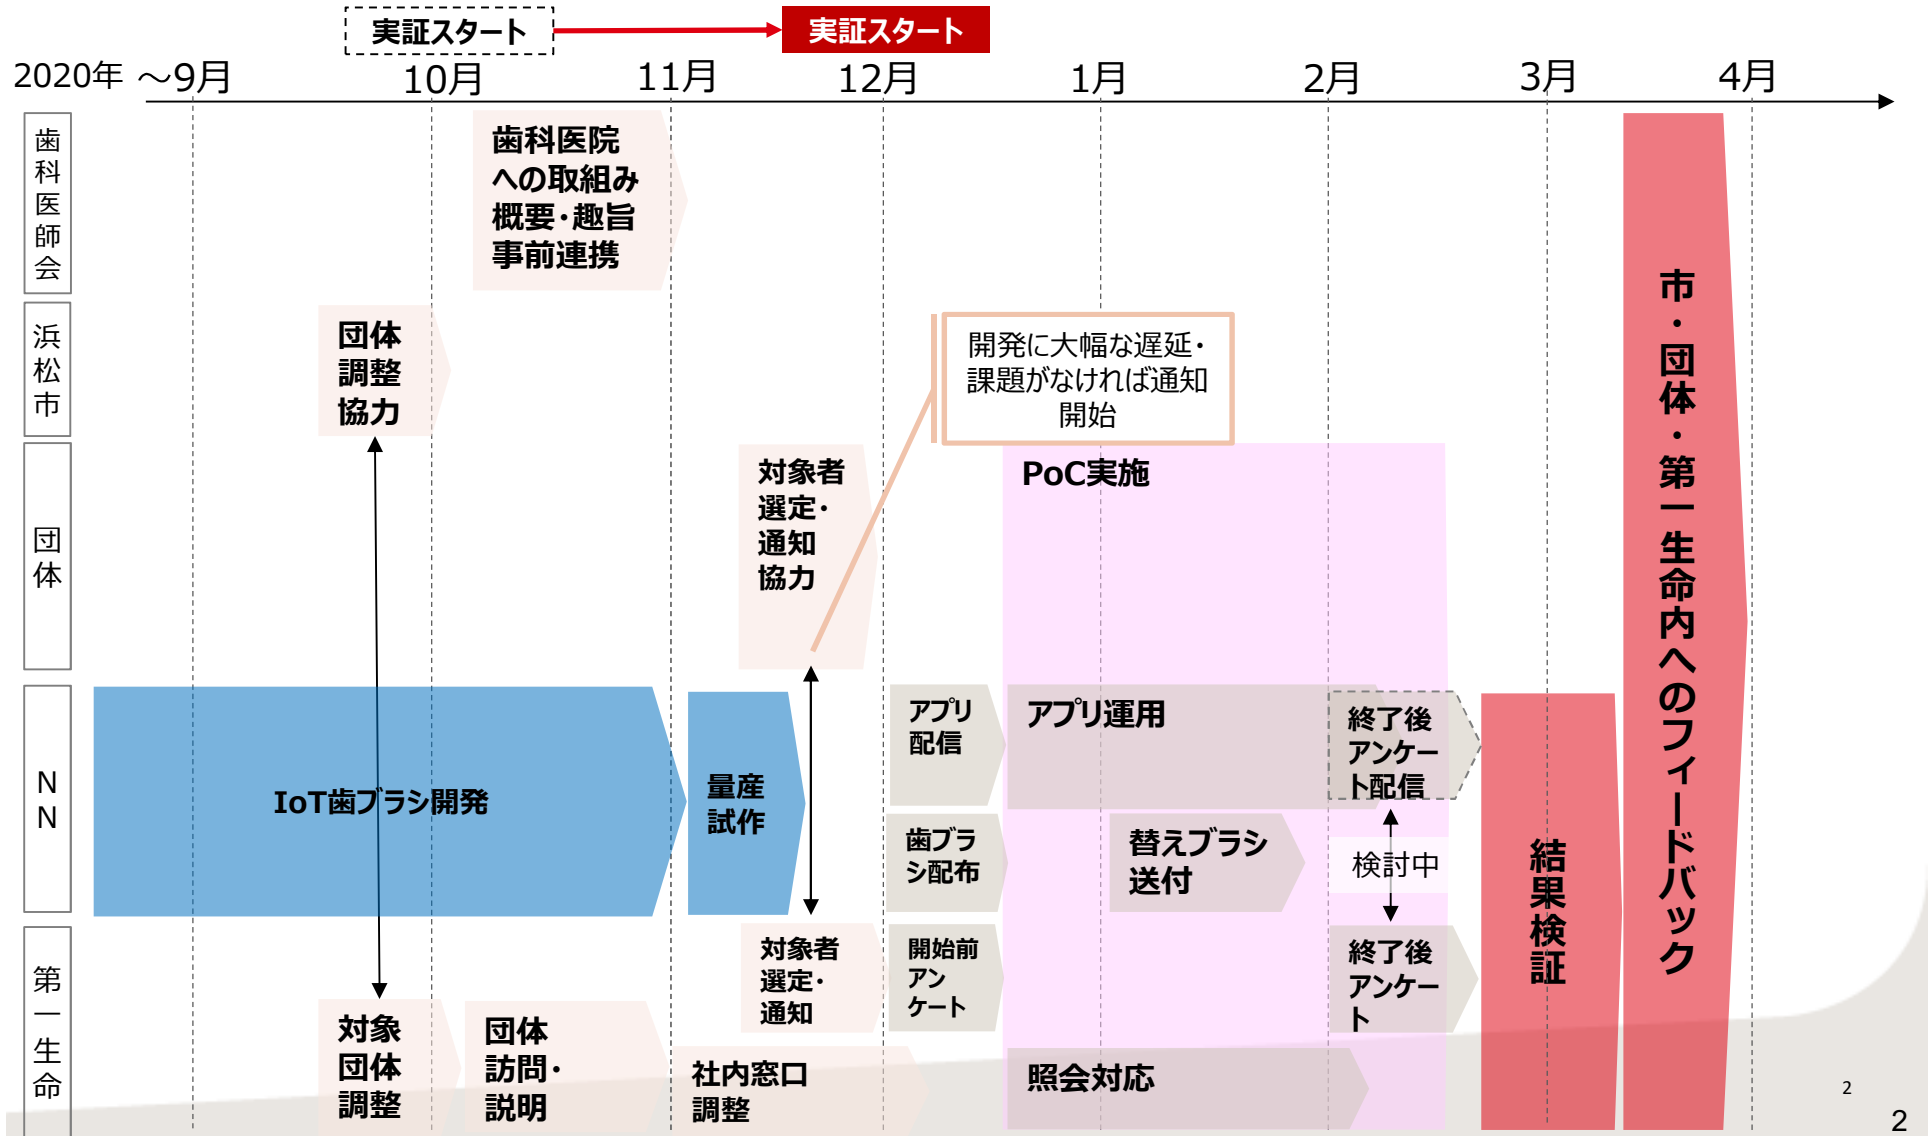 実証スタート
実証スタート
2020年 ～9月
10月
11月
12月
1月
2月
3月
4月
歯科医師会
歯科医院
への取組み
概要・趣旨
事前連携
浜松市
団体
調整
協力
開発に大幅な遅延・
課題がなければ通知
開始
団体
対象者
選定・
通知
協力
PoC実施
NN
IoT歯ブラシ開発
量産
試作
アプリ
配信
アプリ運用
終了後
アンケー
ト配信
歯ブラ
シ配布
替えブラシ
送付
検討中
第一生命
対象
団体
調整
団体
訪問・
説明
対象者
選定・
通知
社内窓口
調整
開始前
アン
ケート
照会対応
終了後
アンケー
ト
結果検証
市・団体・第一生命内へのフィードバック
2
2